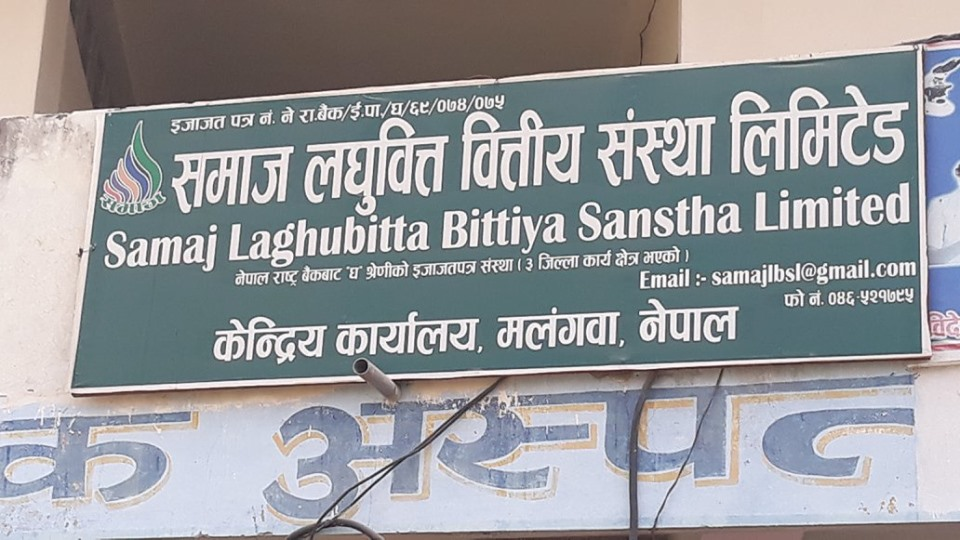 इजाजत पत्र नं. ने रा.बैंक/ई.पा./घ/६९/०७४/०७५
समाज
समाज लघुवित्त वित्तीय संस्था लिमिटेड
Samaj Laghubitta Bittiya Sanstha Limited
नेपाल राष्ट्र बैंकबाट 'घ' श्रेणीको इजाजतपत्र संस्था ( ३ जिल्ला कार्य क्षेत्र भएको )
Email :- samajlbsl@gmail.com
फो नं. ०४६-५२१७९५
केन्द्रिय कार्यालय, मलंगवा, नेपाल